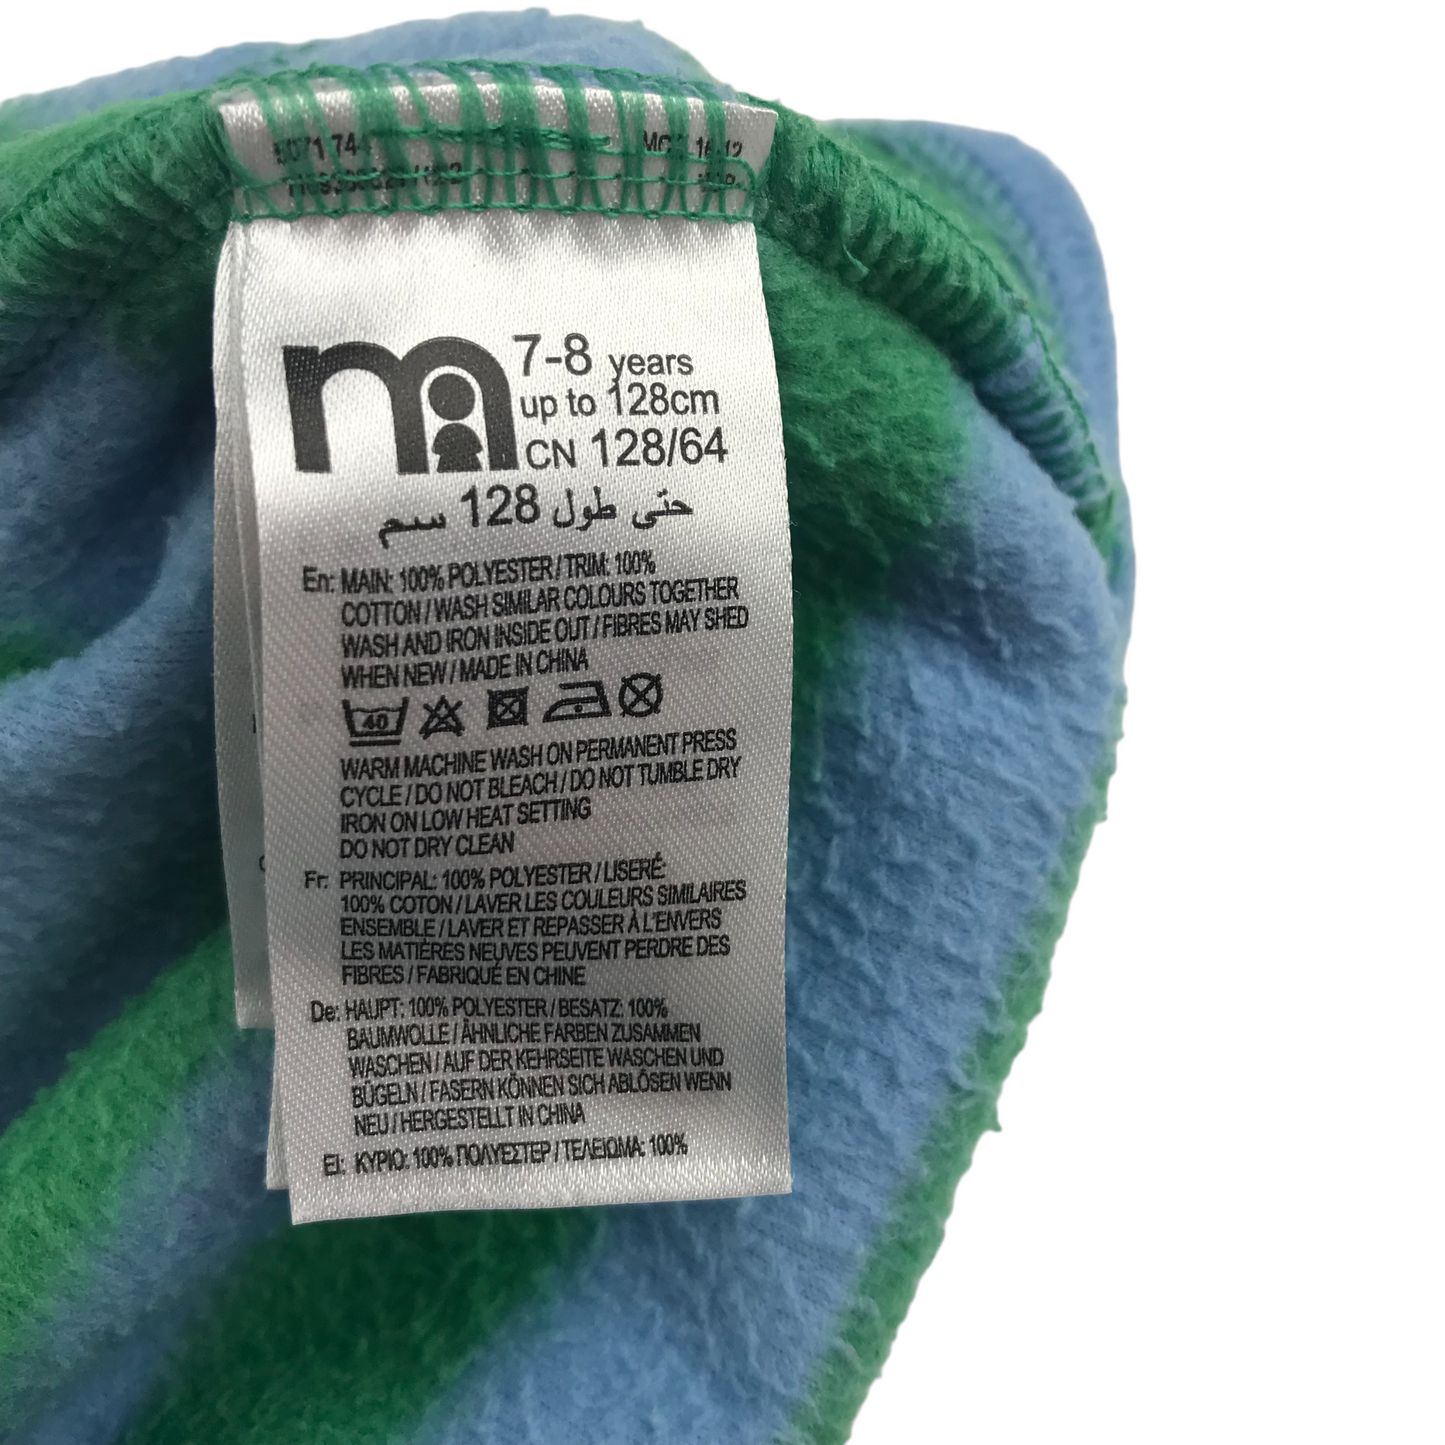 7-8 years
up to 128cm
CN 128/64
حتى طول 128 سم
En: MAIN: 100% POLYESTER / TRIM: 100%
COTTON / WASH SIMILAR COLOURS TOGETHER
WASH AND IRON INSIDE OUT / FIBRES MAY SHED
WHEN NEW / MADE IN CHINA
40
WARM MACHINE WASH ON PERMANENT PRESS
CYCLE / DO NOT BLEACH / DO NOT TUMBLE DRY
IRON ON LOW HEAT SETTING
DO NOT DRY CLEAN
Fr: PRINCIPAL: 100% POLYESTER / LISERÉ:
100% COTON / LAVER LES COULEURS SIMILAIRES
ENSEMBLE / LAVER ET REPASSER À L'ENVERS
LES MATIÈRES NEUVES PEUVENT PERDRE DES
FIBRES / FABRIQUÉ EN CHINE
De: HAUPT: 100% POLYESTER / BESATZ: 100%
BAUMWOLLE / ÄHNLICHE FARBEN ZUSAMMEN
WASCHEN / AUF DER KEHRSEITE WASCHEN UND
BÜGELN / FASERN KÖNNEN SICH ABLÖSEN WENN
NEU / HERGESTELLT IN CHINA
El: ΚΥΡΙΟ: 100% ΠΟΛΥΕΣΤΕΡ / ΤΕΛΕΙΩΜΑ: 100%